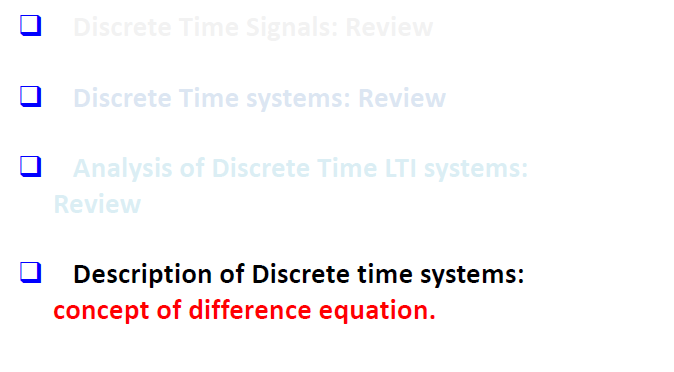 ❑ Discrete Time Signals: Review
❑ Discrete Time systems: Review
❑ Analysis of Discrete Time LTI systems:
Review
❑ Description of Discrete time systems:
concept of difference equation.